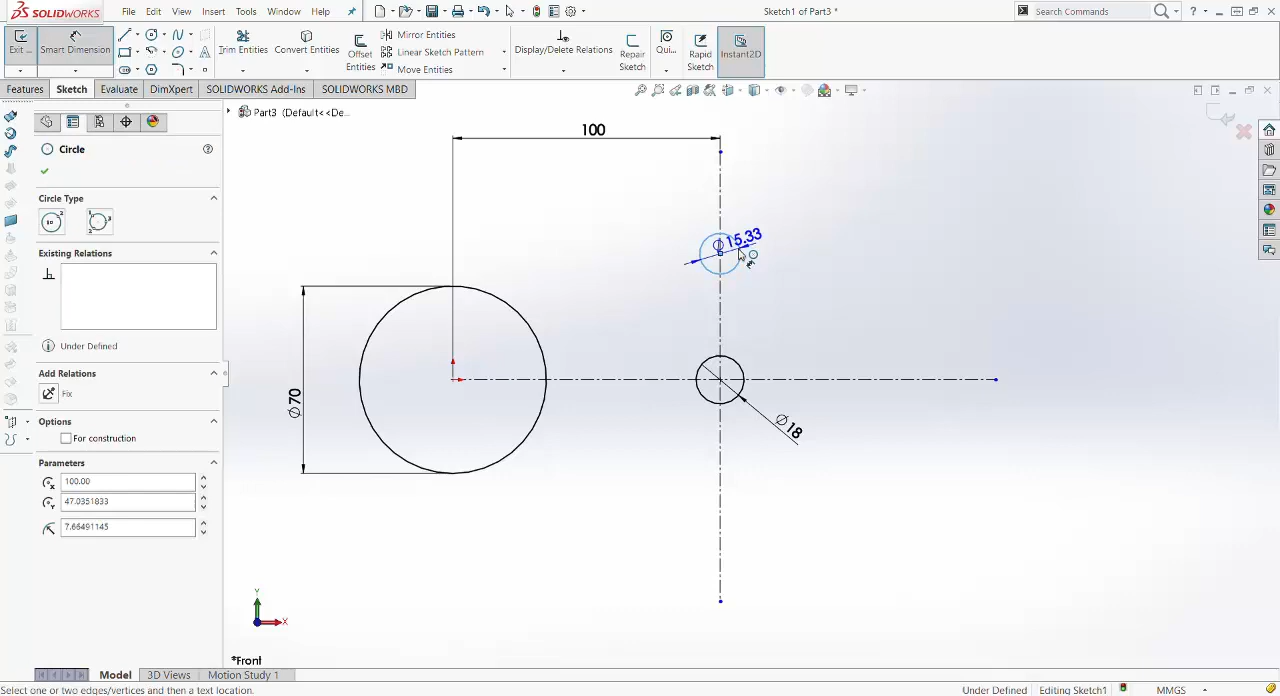 SOLIDWORKS File Edit View Insert Tools Window Help Sketch1 of Part3 * Search Commands
Exit ... Smart Dimension Trim Entities Convert Entities Offset Entities Mirror Entities Linear Sketch Pattern Move Entities Display/Delete Relations Repair Sketch Qui... Rapid Sketch Instant2D
Features Sketch Evaluate DimXpert SOLIDWORKS Add-Ins SOLIDWORKS MBD
Part3 (Default<<De...
Circle
Circle Type
Existing Relations
Under Defined
Add Relations
Fix
Options
For construction
Parameters
100.00
47.0351833
7.66491145
100
Ø 15.33
Ø70
Ø18
Y
X
*Front
Model 3D Views Motion Study 1
Select one or two edges/vertices and then a text location. Under Defined Editing Sketch1 MMGS